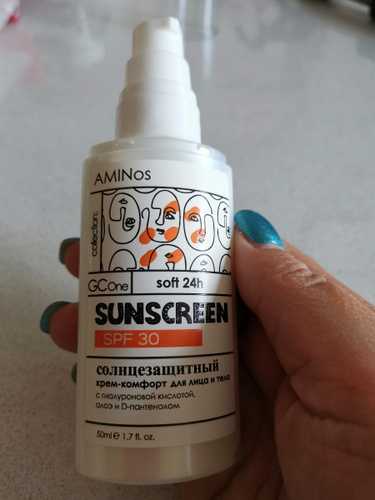 AMINos
collection:
GCOne
soft 24h
SUNSCREEN
SPF 30
солнцезащитный
крем-комфорт для лица и тела
с гиалуроновой кислотой,
алоэ и D-пантенолом
50ml e 1.7 fl. oz.